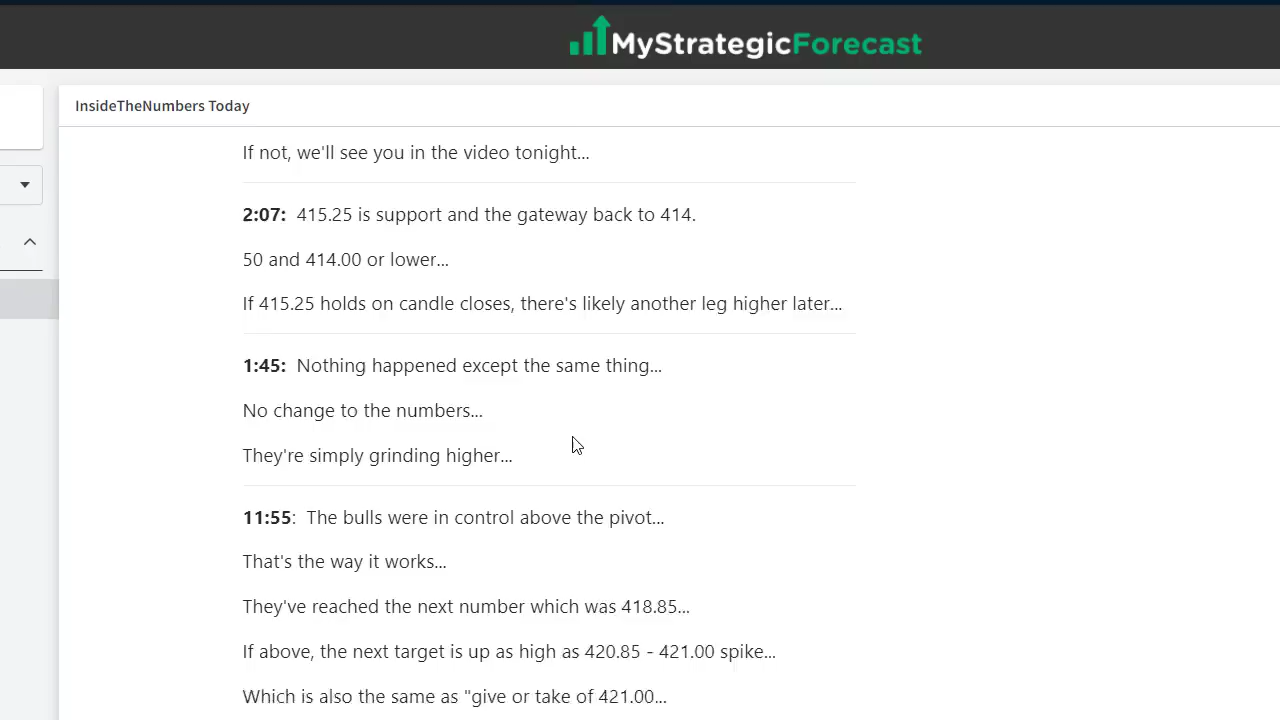 MyStrategicForecast
InsideTheNumbers Today
If not, we'll see you in the video tonight...
2:07: 415.25 is support and the gateway back to 414.
50 and 414.00 or lower...
If 415.25 holds on candle closes, there's likely another leg higher later...
1:45: Nothing happened except the same thing...
No change to the numbers...
They're simply grinding higher...
11:55: The bulls were in control above the pivot...
That's the way it works...
They've reached the next number which was 418.85...
If above, the next target is up as high as 420.85 - 421.00 spike...
Which is also the same as "give or take of 421.00...